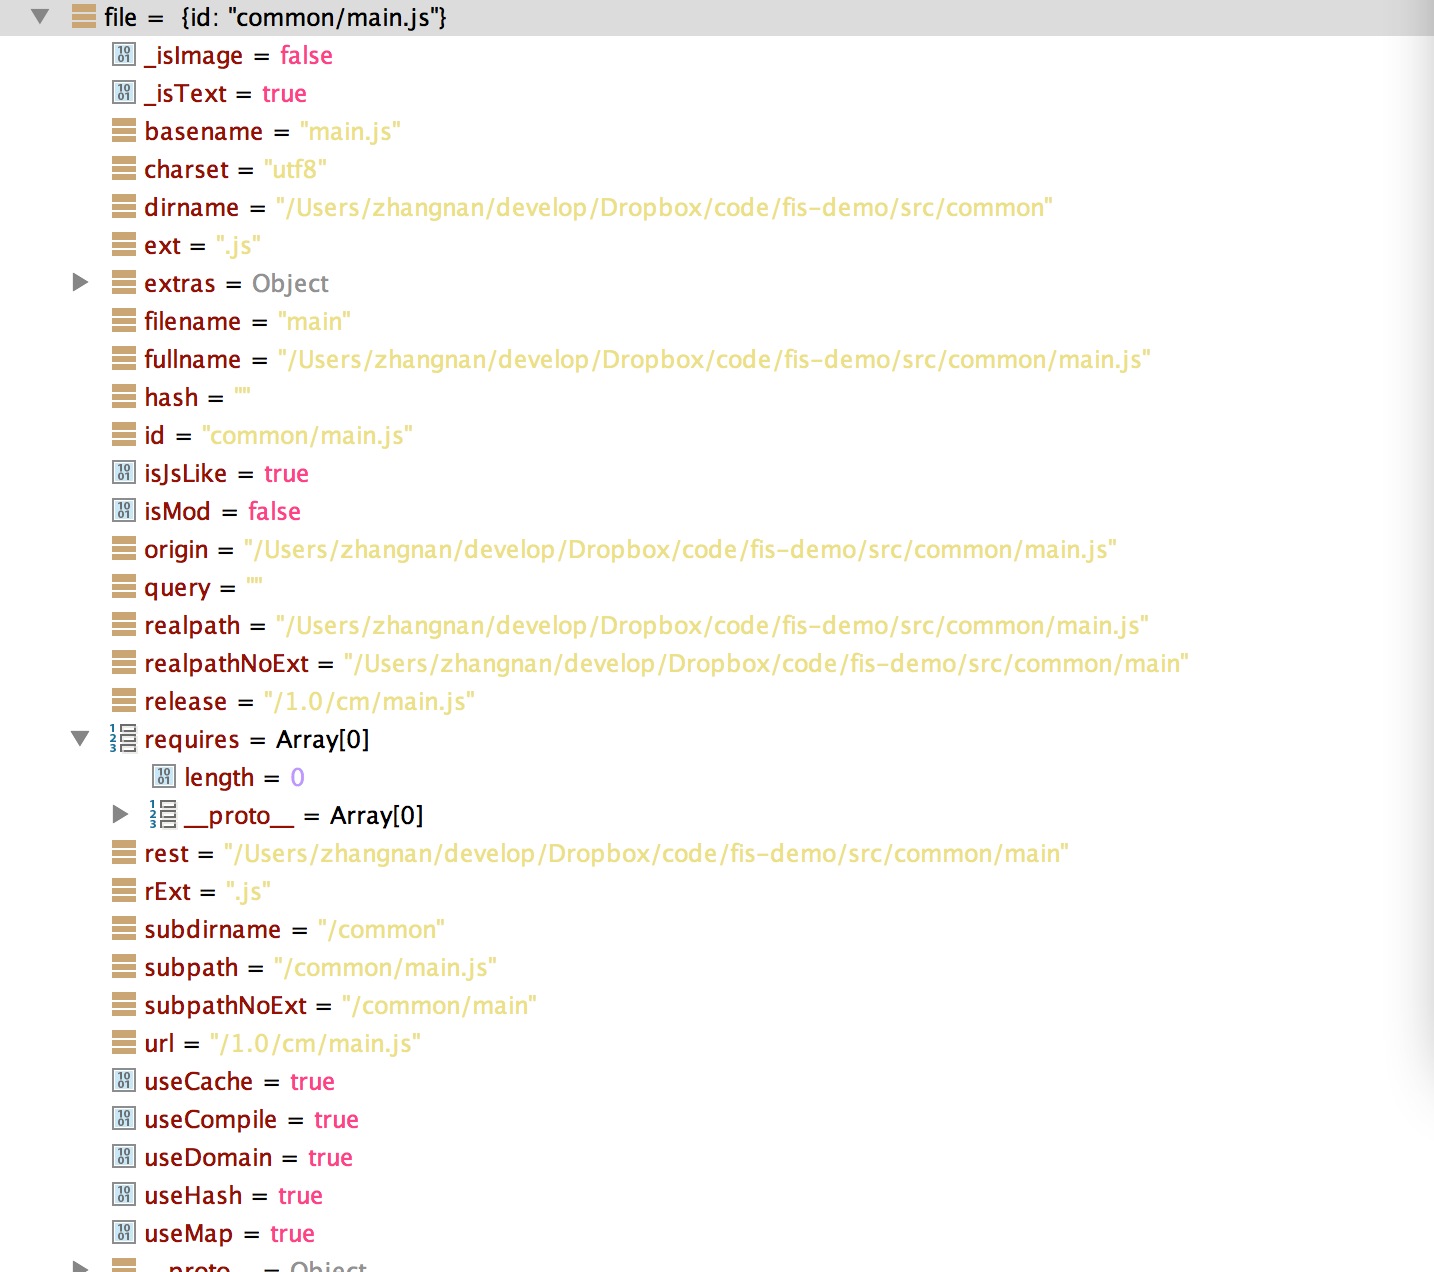 file = {id: "common/main.js"}
_isImage = false
_isText = true
basename = "main.js"
charset = "utf8"
dirname = "/Users/zhangnan/develop/Dropbox/code/fis-demo/src/common"
ext = ".js"
extras = Object
filename = "main"
fullname = "/Users/zhangnan/develop/Dropbox/code/fis-demo/src/common/main.js"
hash = ""
id = "common/main.js"
isJsLike = true
isMod = false
origin = "/Users/zhangnan/develop/Dropbox/code/fis-demo/src/common/main.js"
query = ""
realpath = "/Users/zhangnan/develop/Dropbox/code/fis-demo/src/common/main.js"
realpathNoExt = "/Users/zhangnan/develop/Dropbox/code/fis-demo/src/common/main"
release = "/1.0/cm/main.js"
requires = Array[0]
length = 0
__proto__ = Array[0]
rest = "/Users/zhangnan/develop/Dropbox/code/fis-demo/src/common/main"
rExt = ".js"
subdirname = "/common"
subpath = "/common/main.js"
subpathNoExt = "/common/main"
url = "/1.0/cm/main.js"
useCache = true
useCompile = true
useDomain = true
useHash = true
useMap = true
__proto__ = Object